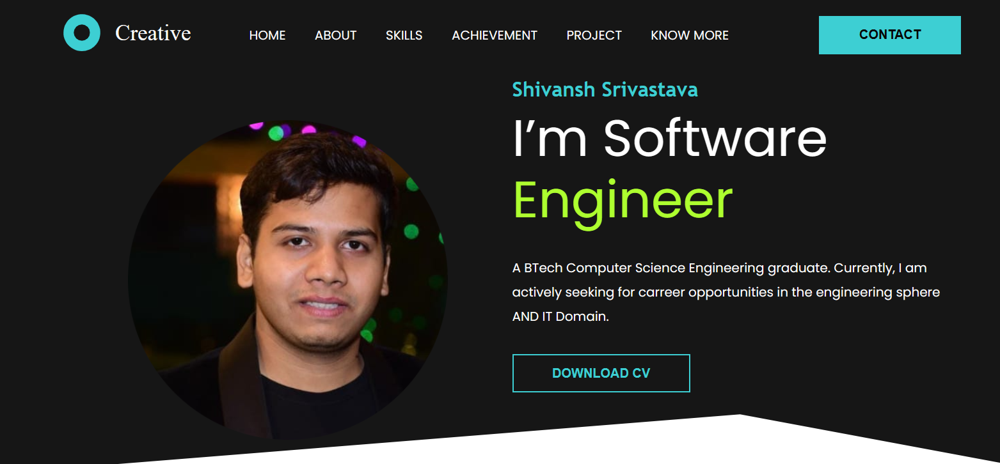 Creative
HOME ABOUT SKILLS ACHIEVEMENT PROJECT KNOW MORE
CONTACT
Shivansh Srivastava
I’m Software
Engineer
A BTech Computer Science Engineering graduate. Currently, I am
actively seeking for carreer opportunities in the engineering sphere
AND IT Domain.
DOWNLOAD CV